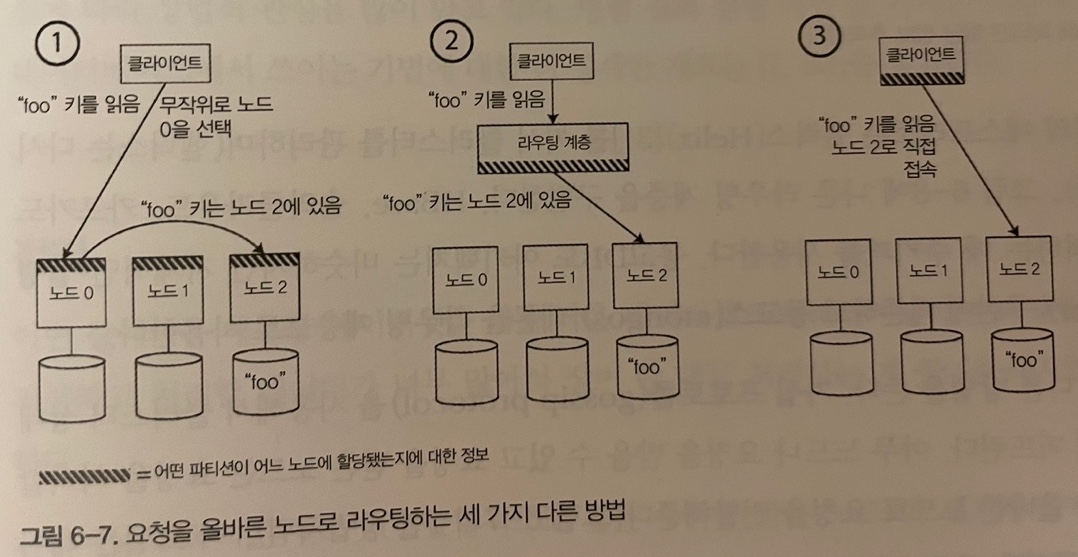 1
클라이언트
“foo” 키를 읽음
무작위로 노드
0을 선택
“foo” 키는 노드 2에 있음
노드 0
노드 1
노드 2
“foo”
2
클라이언트
“foo” 키를 읽음
라우팅 계층
“foo” 키는 노드 2에 있음
노드 0
노드 1
노드 2
“foo”
3
클라이언트
“foo” 키를 읽음
노드 2로 직접
접속
노드 0
노드 1
노드 2
“foo”
= 어떤 파티션이 어느 노드에 할당됐는지에 대한 정보
그림 6-7. 요청을 올바른 노드로 라우팅하는 세 가지 다른 방법